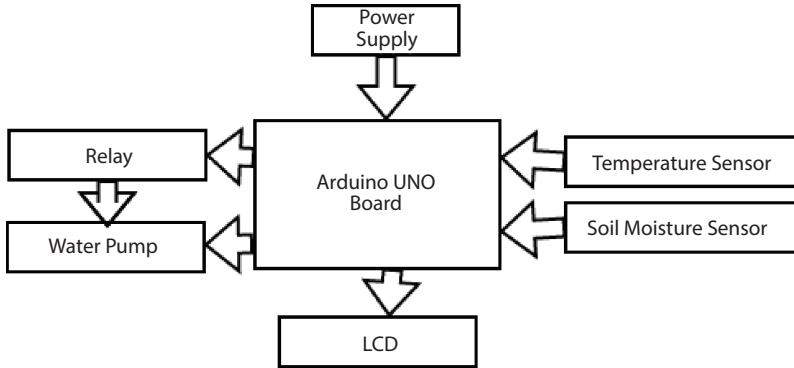 Power
Supply
Relay
Arduino UNO
Board
Temperature Sensor
Water Pump
Soil Moisture Sensor
LCD